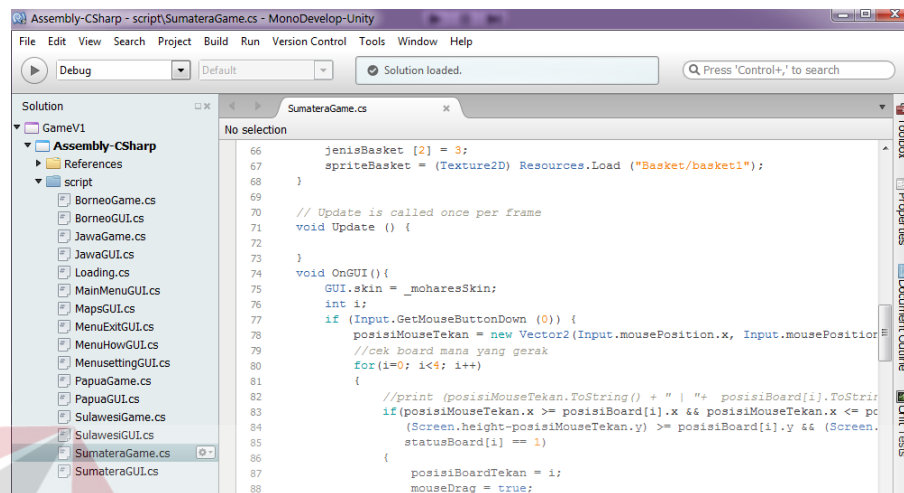 Assembly-CSharp - script\SumateraGame.cs - MonoDevelop-Unity
File Edit View Search Project Build Run Version Control Tools Window Help
Debug
Default
Solution loaded.
Press 'Control+,' to search
Solution
GameV1
Assembly-CSharp
References
script
BorneoGame.cs
BorneoGUI.cs
JawaGame.cs
JawaGUI.cs
Loading.cs
MainMenuGUI.cs
MapsGUI.cs
MenuExitGUI.cs
MenuHowGUI.cs
MenusettingGUI.cs
PapuaGame.cs
PapuaGUI.cs
SulawesiGame.cs
SulawesiGUI.cs
SumateraGame.cs
SumateraGUI.cs
SumateraGame.cs
No selection
66 jenisBasket [2] = 3;
67 spriteBasket = (Texture2D) Resources.Load ("Basket/basket1");
68 }
69
70 // Update is called once per frame
71 void Update () {
72
73 }
74 void OnGUI(){
75 GUI.skin = _moharesSkin;
76 int i;
77 if (Input.GetMouseButtonDown (0)) {
78 posisiMouseTekan = new Vector2(Input.mousePosition.x, Input.mousePosition
79 //cek board mana yang gerak
80 for(i=0; i<4; i++)
81 {
82 //print (posisiMouseTekan.ToString() + " | "+ posisiBoard[i].ToStrin
83 if(posisiMouseTekan.x >= posisiBoard[i].x && posisiMouseTekan.x <= po
84 (Screen.height-posisiMouseTekan.y) >= posisiBoard[i].y && (Screen.
85 statusBoard[i] == 1)
86 {
87 posisiBoardTekan = i;
88 mouseDrag = true;
Toolbox
Properties
Document Outline
Unit Tests